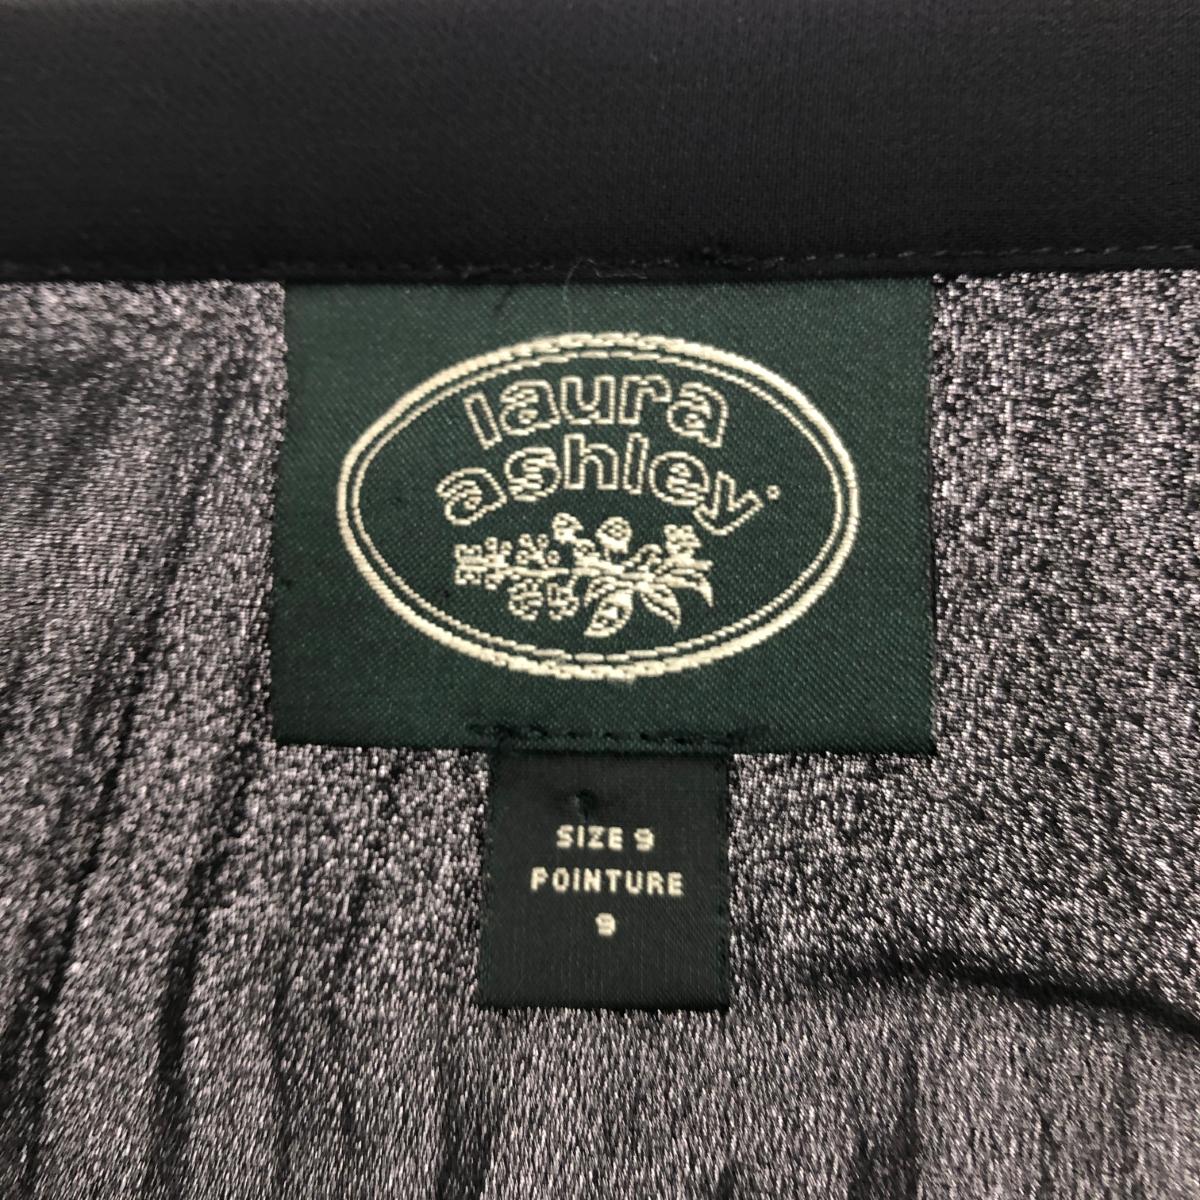 laura
ashley
SIZE 9
POINTURE
9